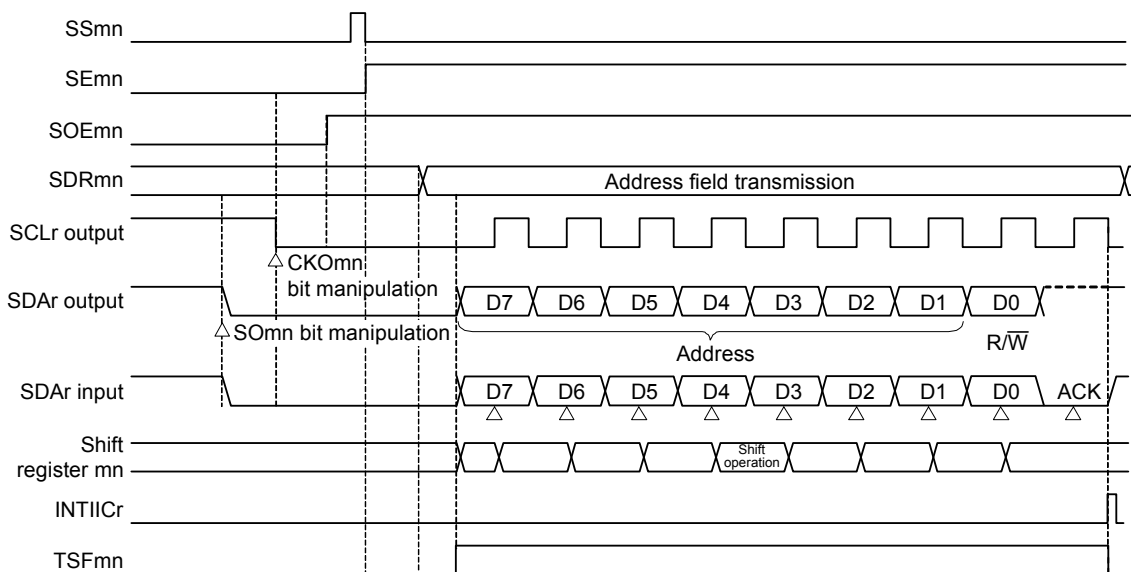 SSmn
SEmn
SOEmn
SDRmn
Address field transmission
SCLr output
CKOmn
bit manipulation
SDAr output
D7 D6 D5 D4 D3 D2 D1 D0
SOmn bit manipulation
Address
R/W̅
SDAr input
D7 D6 D5 D4 D3 D2 D1 D0 ACK
Shift
register mn
Shift
operation
INTIICr
TSFmn